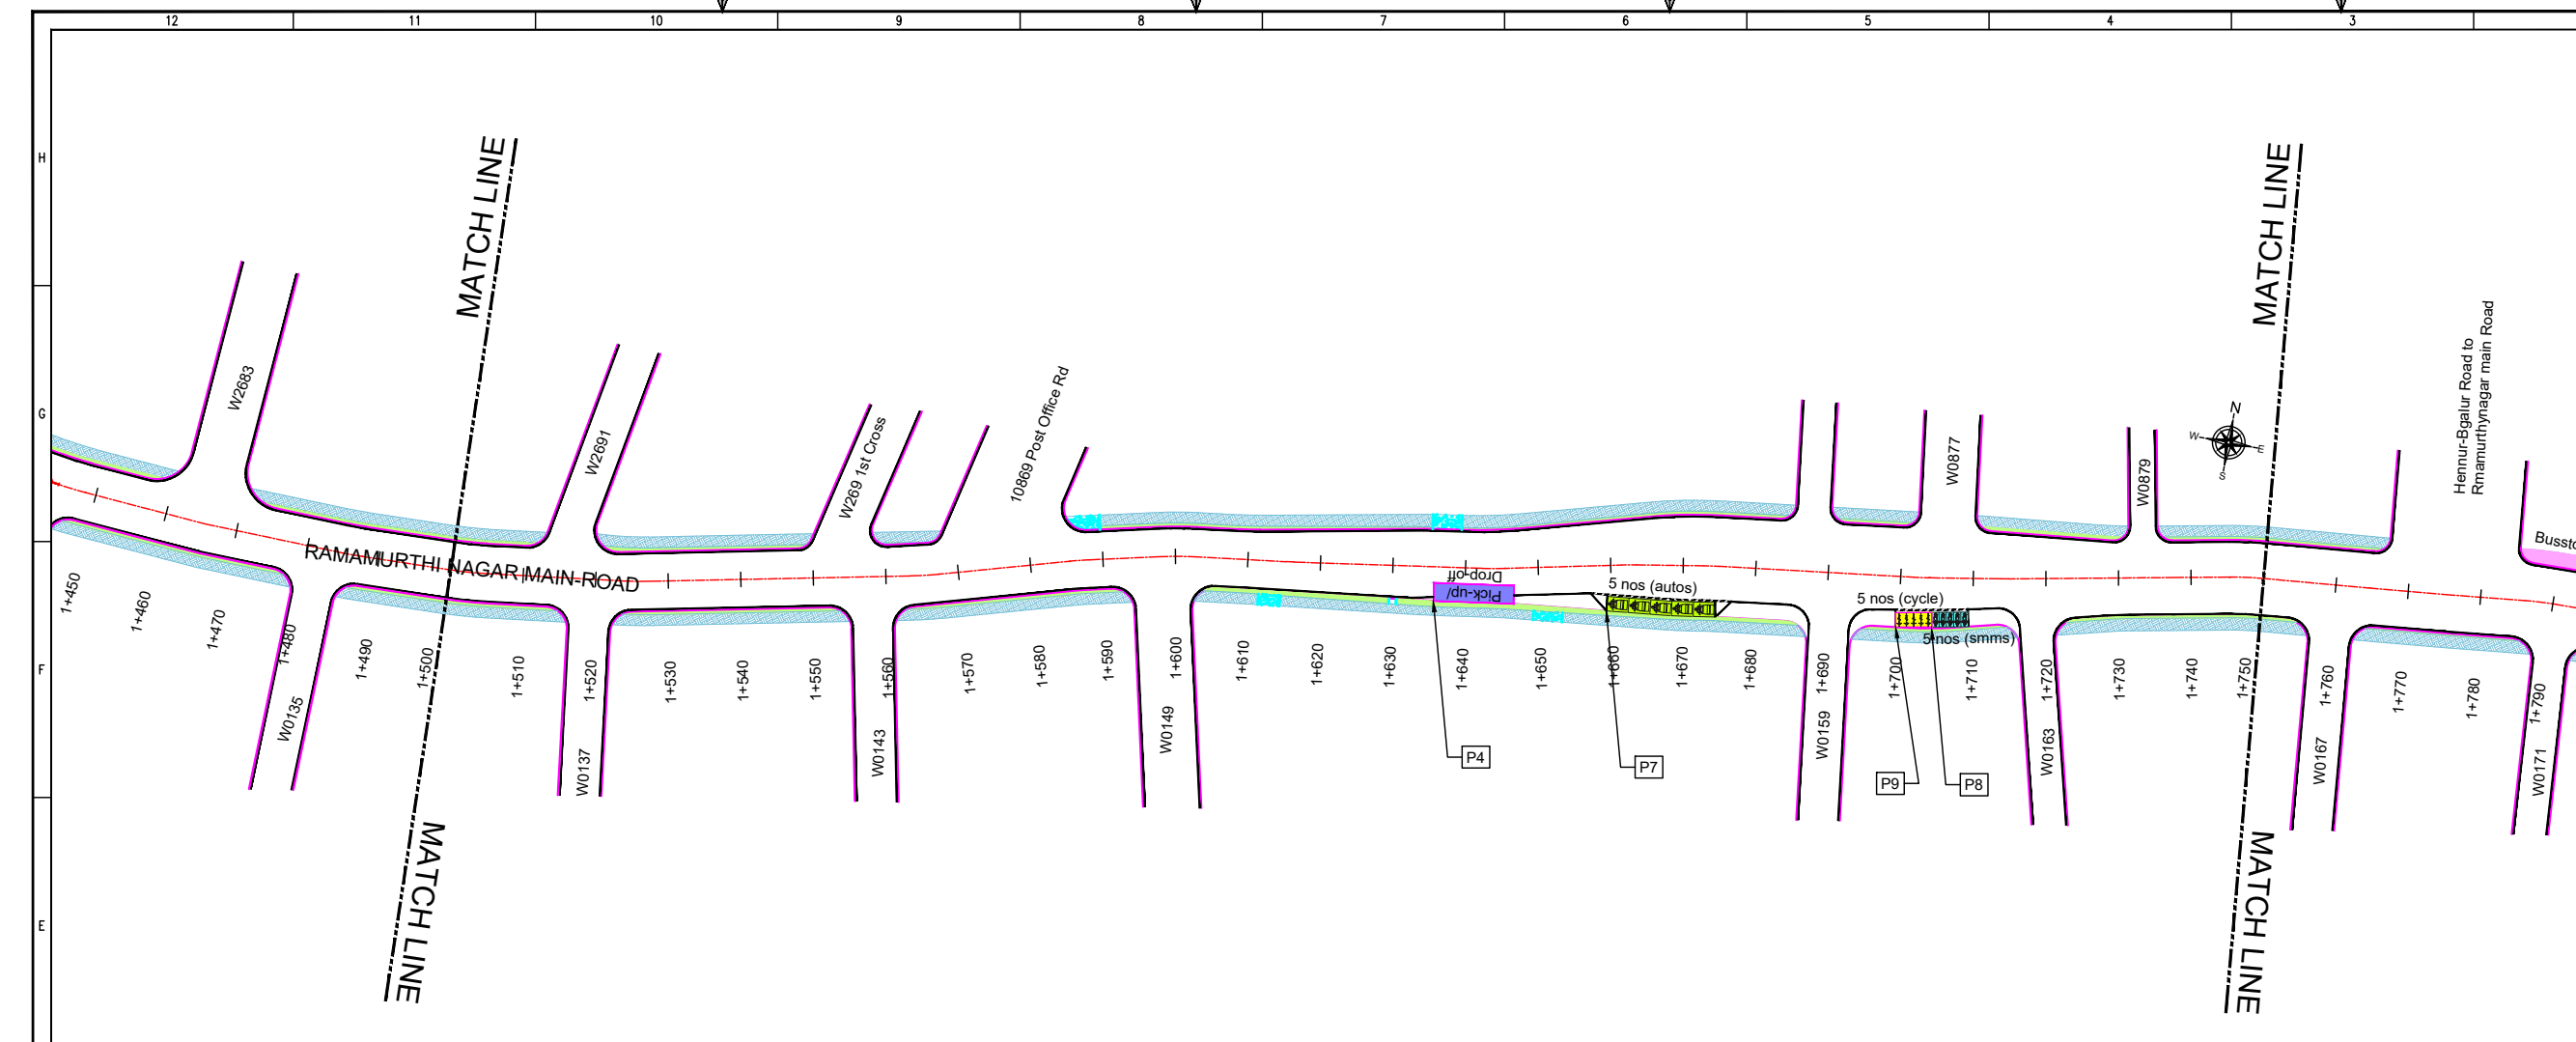 12 11 10 9 8 7 6 5 4 3
H
G
F
E
MATCH LINE
MATCH LINE
W2683
W2691
W269 1st Cross
10869 Post Office Rd
W0877
W0879
N
W
E
S
Hennur-Bgalur Road to
Rmamurthynagar main Road
RAMAMURTHI NAGAR MAIN-ROAD
Pick-up/
Drop-off
5 nos (autos)
5 nos (cycle)
5 nos (smms)
1+450
1+460
1+470
1+480
1+490
1+500
1+510
1+520
1+530
1+540
1+550
1+560
1+570
1+580
1+590
1+600
1+610
1+620
1+630
1+640
1+650
1+660
1+670
1+680
1+690
1+700
1+710
1+720
1+730
1+740
1+750
1+760
1+770
1+780
1+790
W0135
W0137
W0143
W0149
W0159
W0163
W0167
W0171
P4
P7
P9
P8
MATCH LINE
MATCH LINE